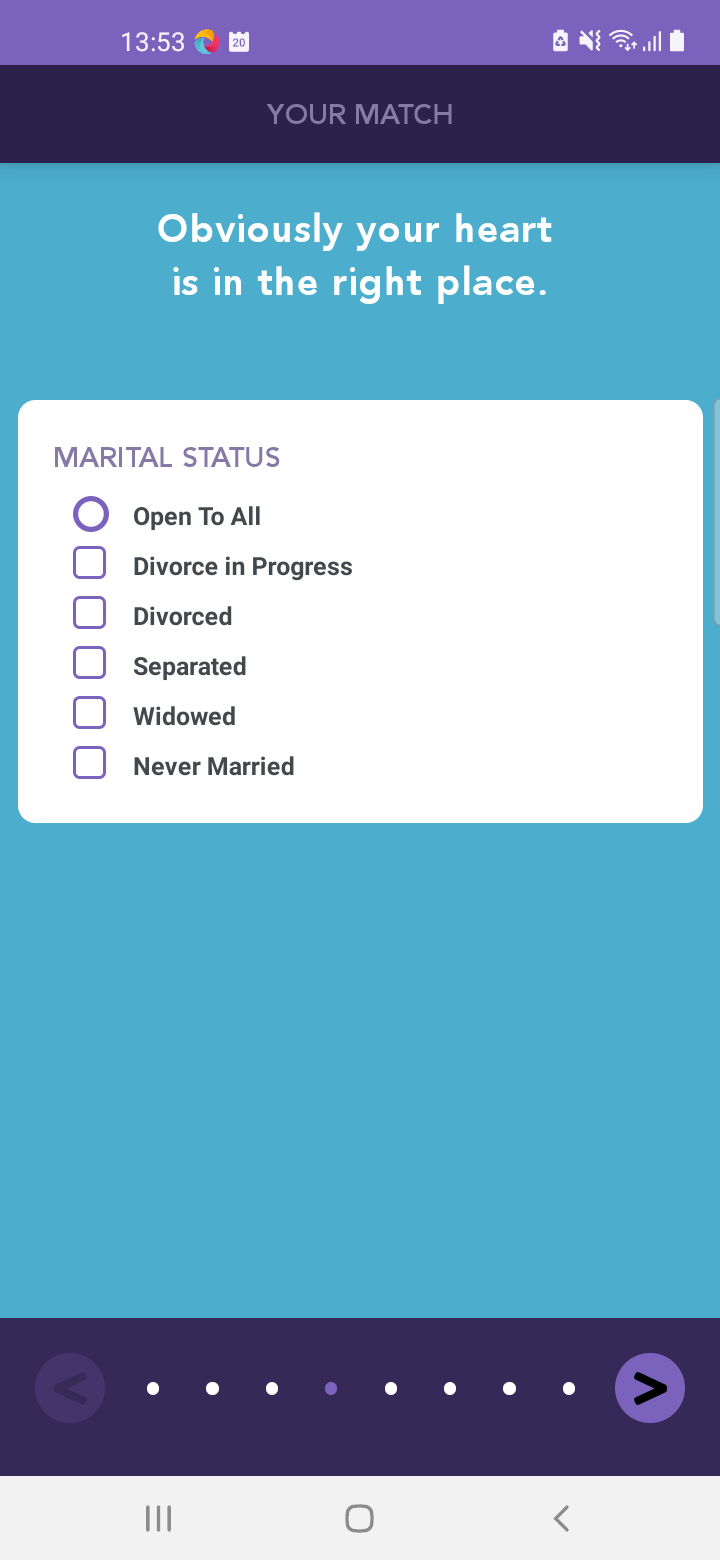 13:53
20
YOUR MATCH
Obviously your heart
is in the right place.
MARITAL STATUS
Open To All
Divorce in Progress
Divorced
Separated
Widowed
Never Married
< >